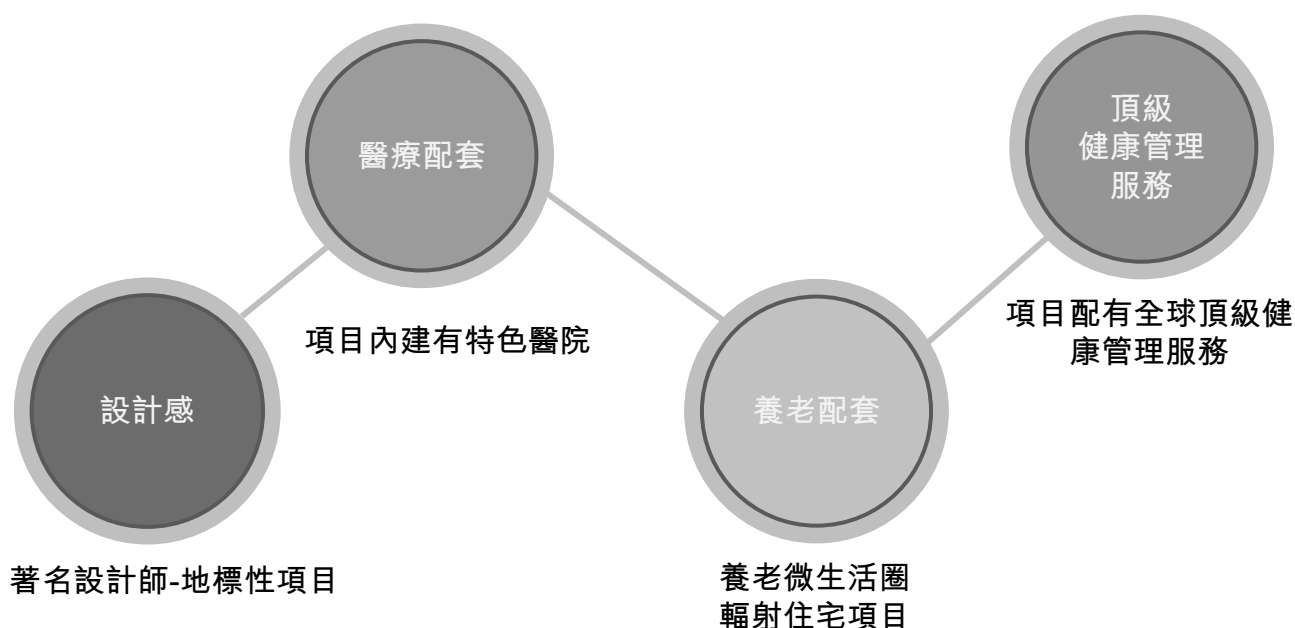 設計感
著名設計師-地標性項目
醫療配套
項目內建有特色醫院
養老配套
養老微生活圈
輻射住宅項目
頂級
健康管理
服務
項目配有全球頂級健
康管理服務